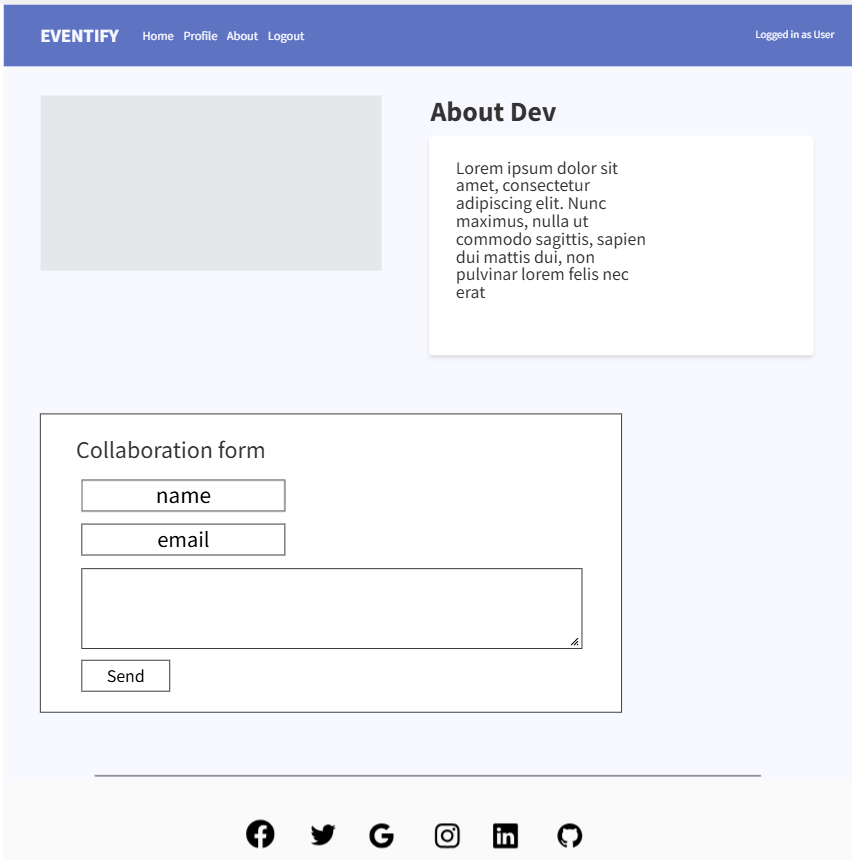 EVENTIFY Home Profile About Logout Logged in as User
About Dev
Lorem ipsum dolor sit
amet, consectetur
adipiscing elit. Nunc
maximus, nulla ut
commodo sagittis, sapien
dui mattis dui, non
pulvinar lorem felis nec
erat
Collaboration form
name
email
Send